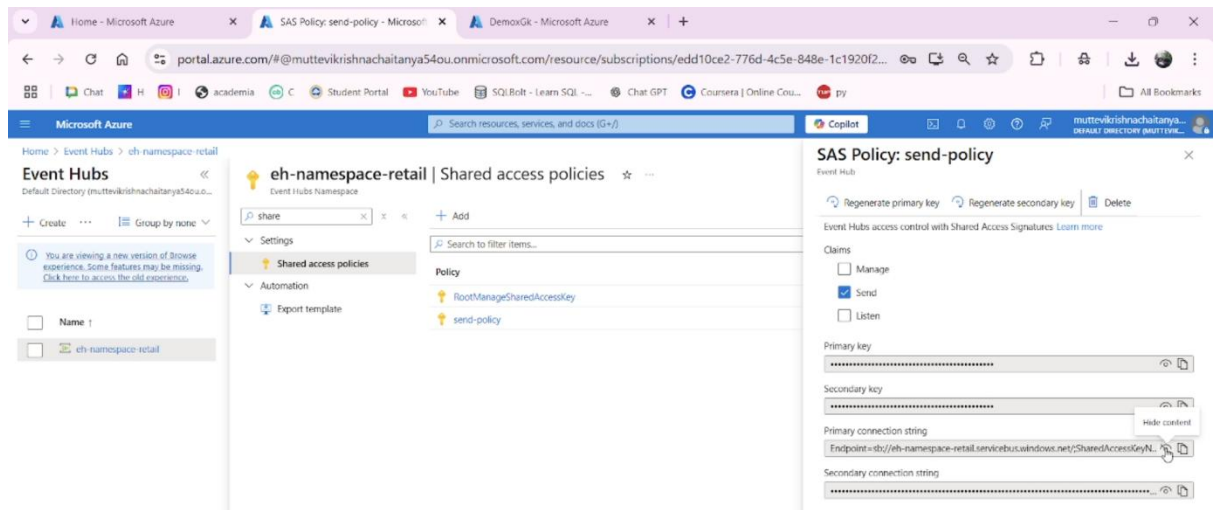 Home - Microsoft Azure
SAS Policy: send-policy - Microsoft
DemoxGk - Microsoft Azure
portal.azure.com/#@muttevikrishnachaitanya54ou.onmicrosoft.com/resource/subscriptions/edd10ce2-776d-4c5e-848e-1c1920f2...
Chat
H
I
academia
C
Student Portal
YouTube
SQLBolt - Learn SQL -...
Chat GPT
Coursera | Online Cou...
py
All Bookmarks
Microsoft Azure
Search resources, services, and docs (G+/)
Copilot
muttevikrishnachaitanya...
DEFAULT DIRECTORY (MUTTEVIK...
Home > Event Hubs > eh-namespace-retail
Event Hubs
Default Directory (muttevikrishnachaitanya54ou.o...
+ Create ... Group by none
You are viewing a new version of Browse
experience. Some features may be missing.
Click here to access the old experience.
Name ↑
eh-namespace-retail
eh-namespace-retail | Shared access policies
Event Hubs Namespace
share
Settings
Shared access policies
Automation
Export template
+ Add
Search to filter items...
Policy
RootManageSharedAccessKey
send-policy
SAS Policy: send-policy
Event Hub
Regenerate primary key Regenerate secondary key Delete
Event Hubs access control with Shared Access Signatures Learn more
Claims
Manage
Send
Listen
Primary key
Secondary key
Hide content
Primary connection string
Endpoint=sb://eh-namespace-retail.servicebus.windows.net/;SharedAccessKeyN...
Secondary connection string